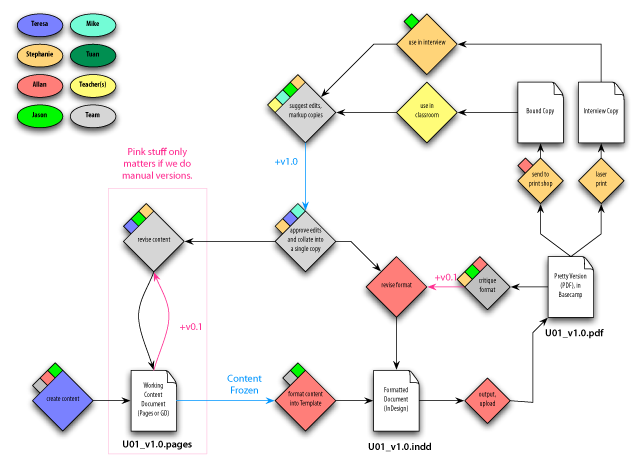 Teresa
Mike
Stephanie
Tuan
Allan
Teacher(s)
Jason
Team
use in interview
suggest edits,
markup copies
use in
classroom
Bound Copy
Interview Copy
Pink stuff only
matters if we do
manual versions.
+v1.0
send to
print shop
laser
print
revise content
approve edits
and collate into
a single copy
revise format
+v0.1
critique
format
Pretty Version
(PDF), in
Basecamp
U01_v1.0.pdf
+v0.1
create content
Working
Content
Document
(Pages or GD)
U01_v1.0.pages
Content
Frozen
format content
into Template
Formatted
Document
(InDesign)
U01_v1.0.indd
output,
upload